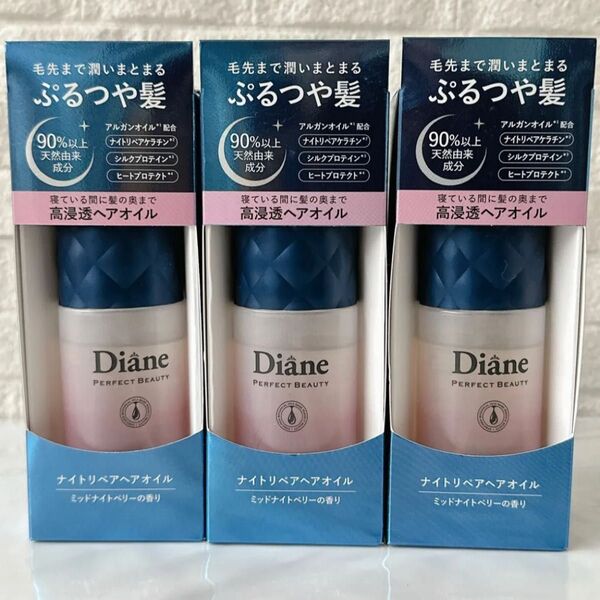 毛先まで潤いまとまる
ぷるつや髪
90%以上
天然由来
成分
アルガンオイル*¹配合
ナイトリペアケラチン*²
シルクプロテイン*³
ヒートプロテクト*⁴
寝ている間に髪の奥まで
高浸透ヘアオイル
Diane
PERFECT BEAUTY
ナイトリペアヘアオイル
ミッドナイトベリーの香り
毛先まで潤いまとまる
ぷるつや髪
90%以上
天然由来
成分
アルガンオイル*¹配合
ナイトリペアケラチン*²
シルクプロテイン*³
ヒートプロテクト*⁴
寝ている間に髪の奥まで
高浸透ヘアオイル
Diane
PERFECT BEAUTY
ナイトリペアヘアオイル
ミッドナイトベリーの香り
毛先まで潤いまとまる
ぷるつや髪
90%以上
天然由来
成分
アルガンオイル*¹配合
ナイトリペアケラチン*²
シルクプロテイン*³
ヒートプロテクト*⁴
寝ている間に髪の奥まで
高浸透ヘアオイル
Diane
PERFECT BEAUTY
ナイトリペアヘアオイル
ミッドナイトベリーの香り